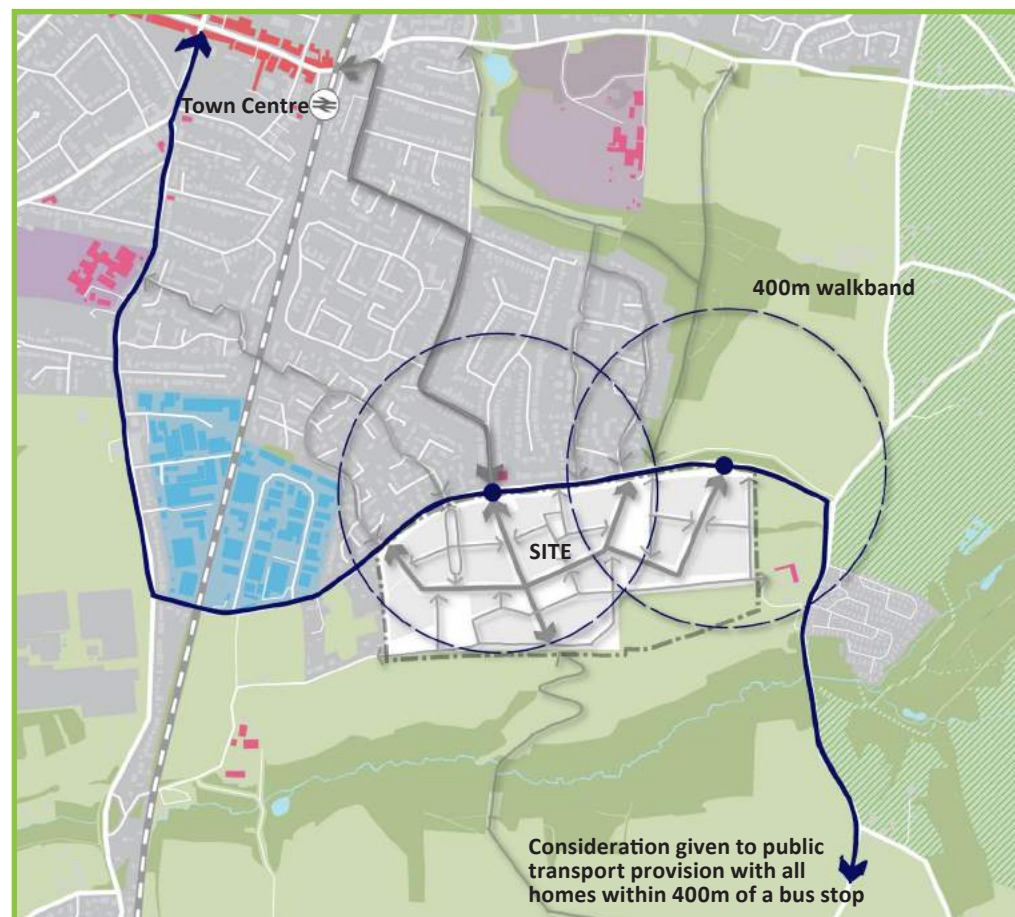 Town Centre
400m walkband
SITE
Consideration given to public
transport provision with all
homes within 400m of a bus stop